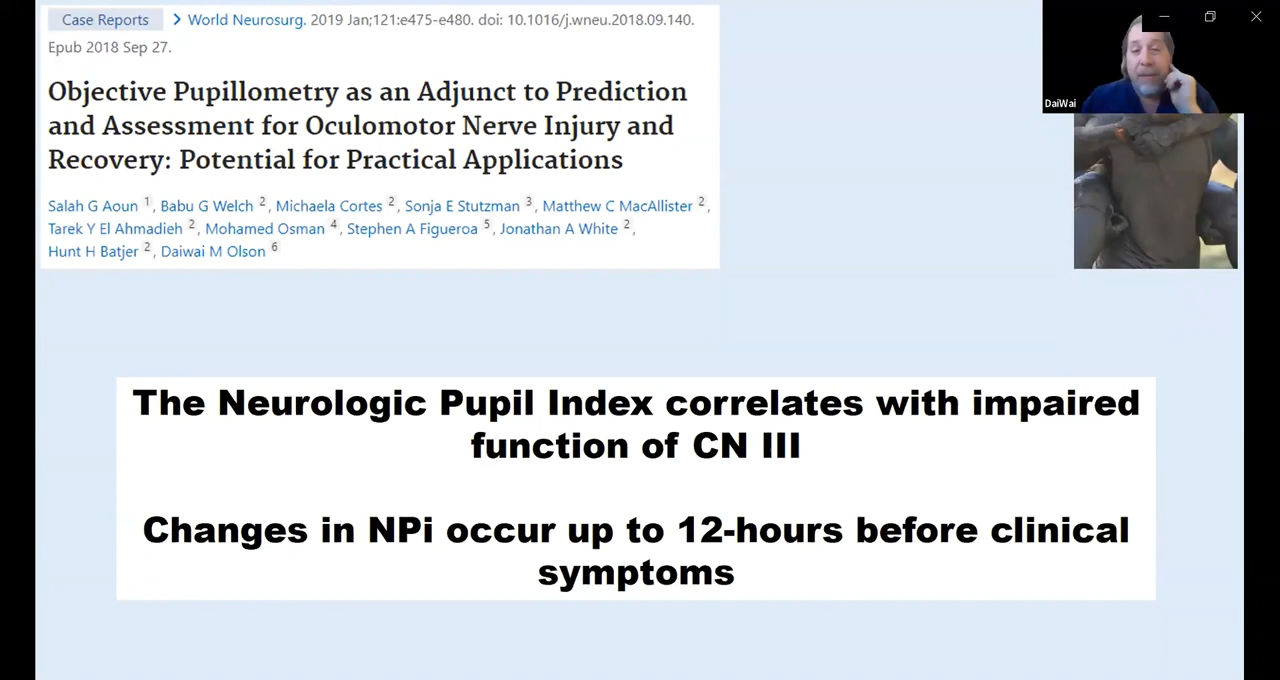 Case Reports > World Neurosurg. 2019 Jan;121:e475-e480. doi: 10.1016/j.wneu.2018.09.140.
Epub 2018 Sep 27.
Objective Pupillometry as an Adjunct to Prediction
and Assessment for Oculomotor Nerve Injury and
Recovery: Potential for Practical Applications
Salah G Aoun 1, Babu G Welch 2, Michaela Cortes 2, Sonja E Stutzman 3, Matthew C MacAllister 2,
Tarek Y El Ahmadieh 2, Mohamed Osman 4, Stephen A Figueroa 5, Jonathan A White 2,
Hunt H Batjer 2, Daiwai M Olson 6
DaiWai
The Neurologic Pupil Index correlates with impaired
function of CN III
Changes in NPi occur up to 12-hours before clinical
symptoms